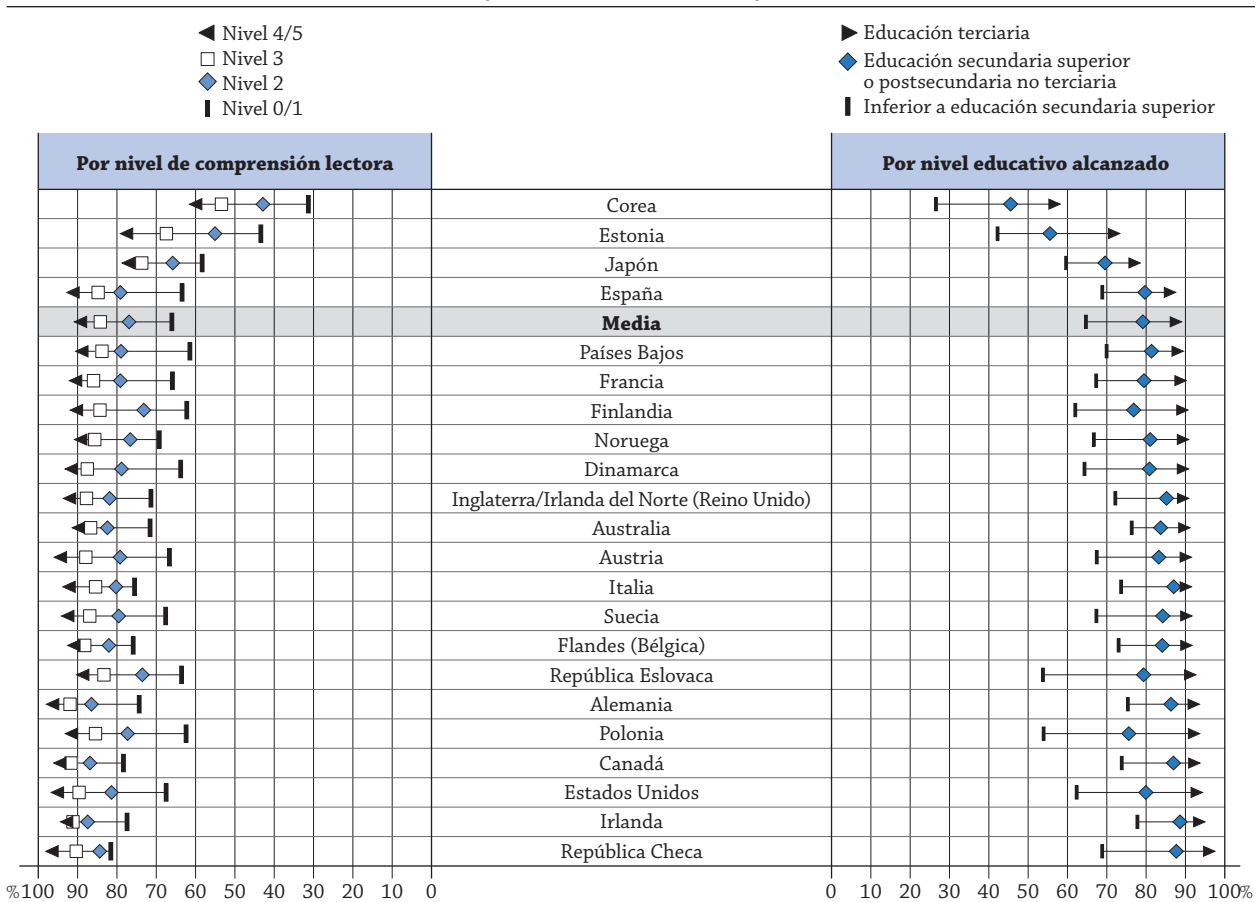 Nivel 4/5
Nivel 3
Nivel 2
Nivel 0/1
Educación terciaria
Educación secundaria superior
o postsecundaria no terciaria
Inferior a educación secundaria superior
Por nivel de comprensión lectora
Por nivel educativo alcanzado
Corea
Estonia
Japón
España
Media
Países Bajos
Francia
Finlandia
Noruega
Dinamarca
Inglaterra/Irlanda del Norte (Reino Unido)
Australia
Austria
Italia
Suecia
Flandes (Bélgica)
República Eslovaca
Alemania
Polonia
Canadá
Estados Unidos
Irlanda
República Checa
%100 90 80 70 60 50 40 30 20 10 0
0 10 20 30 40 50 60 70 80 90 100%